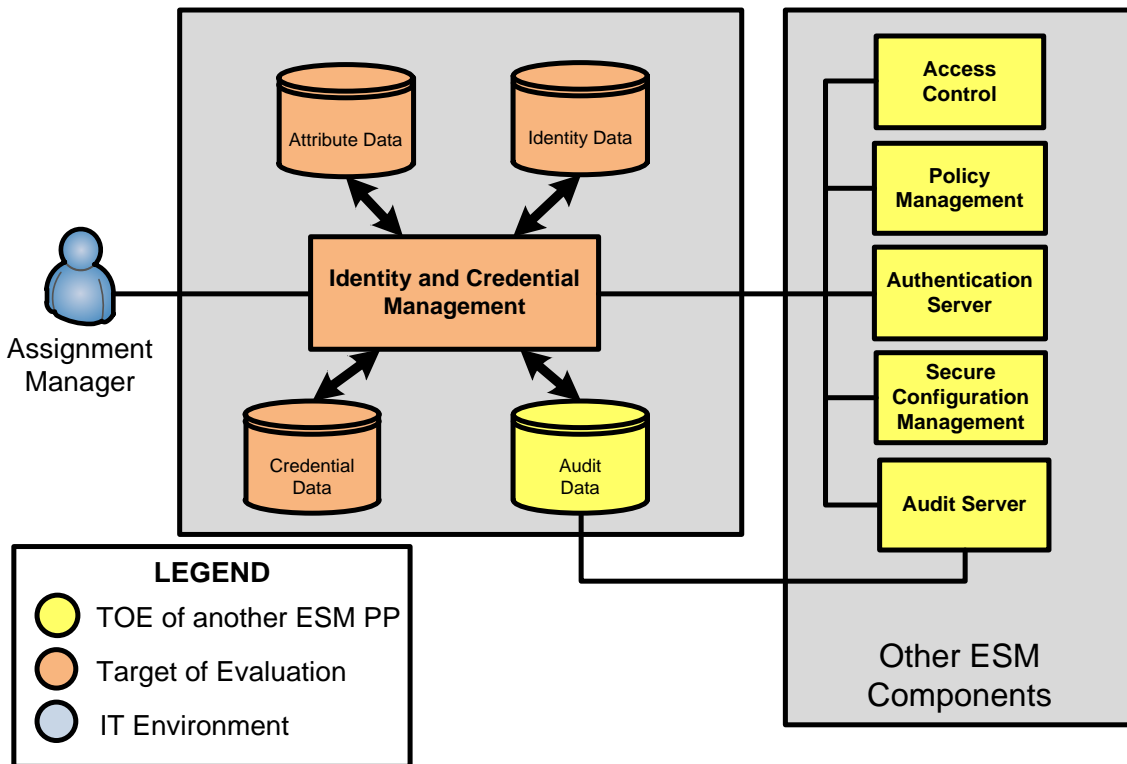 Attribute Data
Identity Data
Identity and Credential
Management
Assignment
Manager
Credential
Data
Audit
Data
Access
Control
Policy
Management
Authentication
Server
Secure
Configuration
Management
Audit Server
Other ESM
Components
LEGEND
TOE of another ESM PP
Target of Evaluation
IT Environment